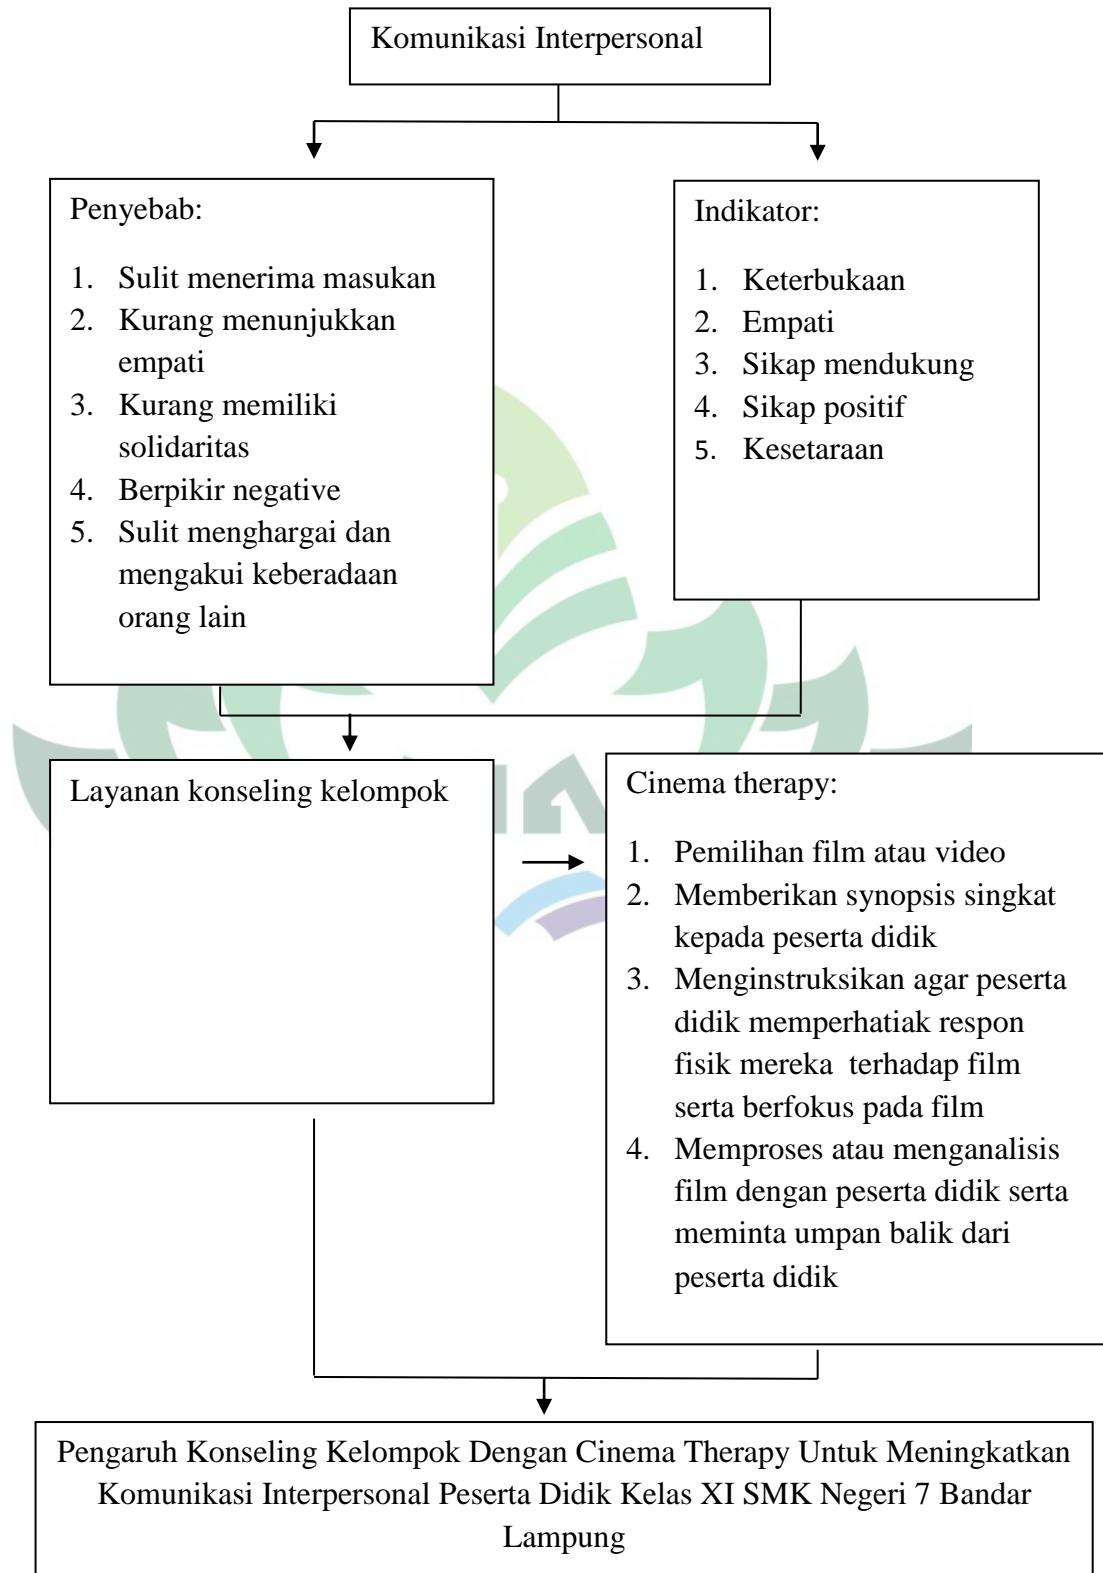 Komunikasi Interpersonal
Penyebab:
1. Sulit menerima masukan
2. Kurang menunjukkan
empati
3. Kurang memiliki
solidaritas
4. Berpikir negative
5. Sulit menghargai dan
mengakui keberadaan
orang lain
Indikator:
1. Keterbukaan
2. Empati
3. Sikap mendukung
4. Sikap positif
5. Kesetaraan
Layanan konseling kelompok
Cinema therapy:
1. Pemilihan film atau video
2. Memberikan synopsis singkat
kepada peserta didik
3. Menginstruksikan agar peserta
didik memperhatiak respon
fisik mereka terhadap film
serta berfokus pada film
4. Memproses atau menganalisis
film dengan peserta didik serta
meminta umpan balik dari
peserta didik
Pengaruh Konseling Kelompok Dengan Cinema Therapy Untuk Meningkatkan
Komunikasi Interpersonal Peserta Didik Kelas XI SMK Negeri 7 Bandar
Lampung